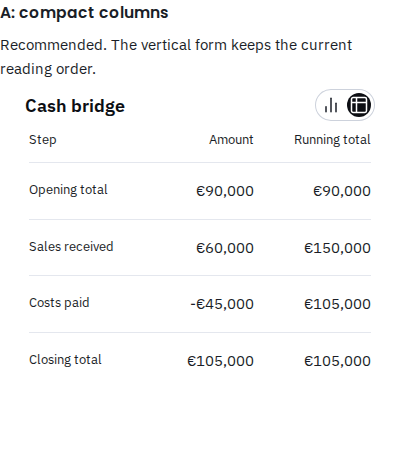 A: compact columns
Recommended. The vertical form keeps the current
reading order.
Cash bridge
Step Amount Running total
Opening total €90,000 €90,000
Sales received €60,000 €150,000
Costs paid -€45,000 €105,000
Closing total €105,000 €105,000